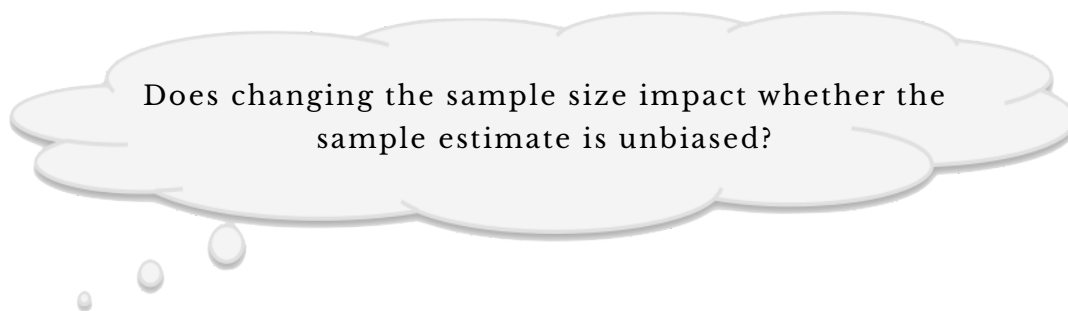 Does changing the sample size impact whether the
sample estimate is unbiased?